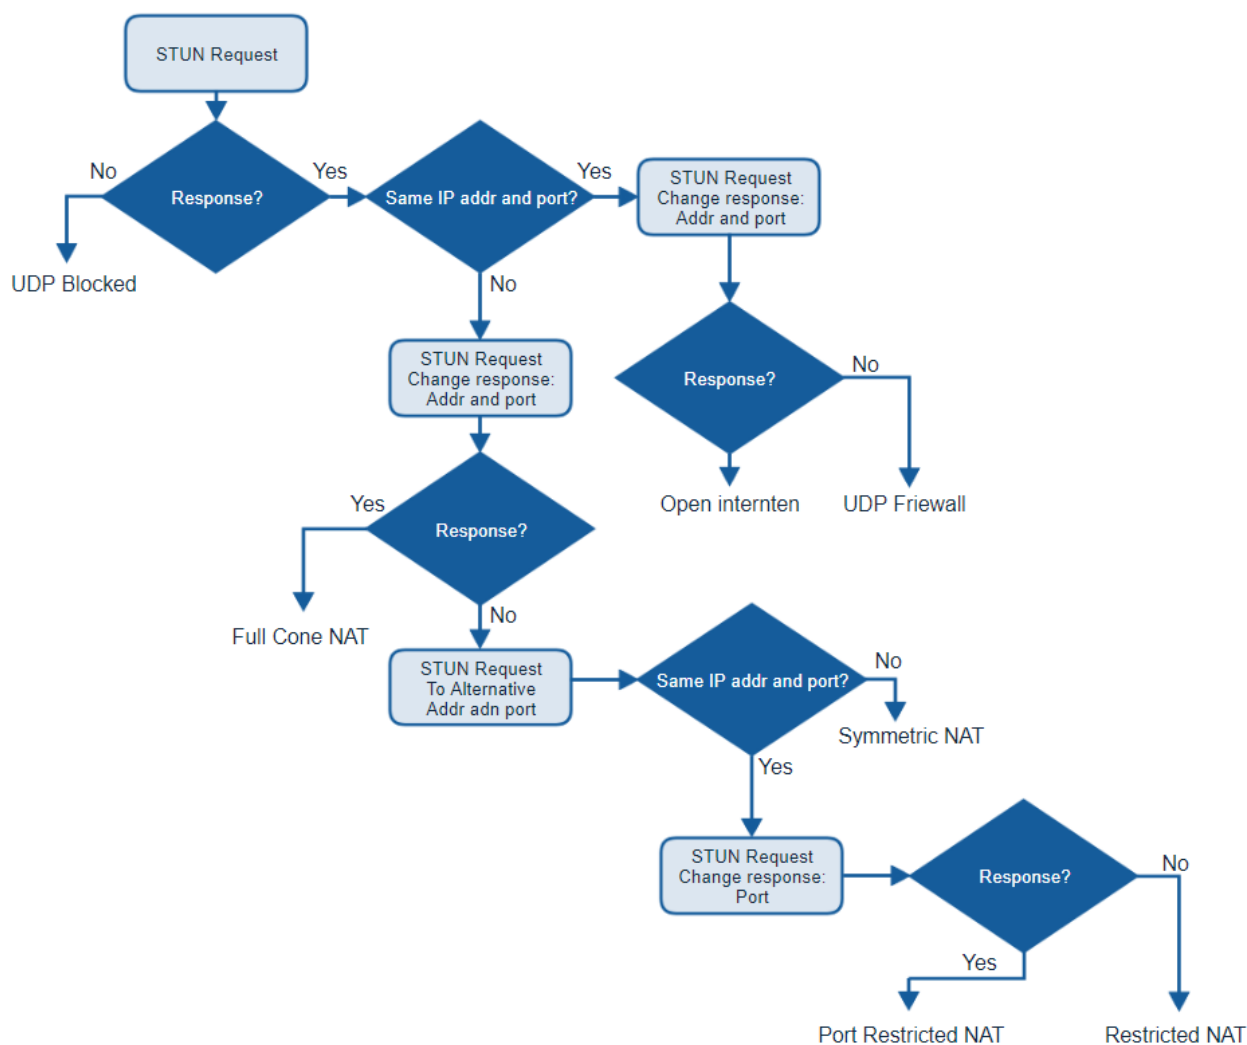 STUN Request
No
Response?
Yes
Same IP addr and port?
Yes
STUN Request
Change response:
Addr and port
UDP Blocked
No
STUN Request
Change response:
Addr and port
Response?
No
Open internten
UDP Friewall
Yes
Response?
No
Full Cone NAT
STUN Request
To Alternative
Addr adn port
Same IP addr and port?
No
Symmetric NAT
Yes
STUN Request
Change response:
Port
Response?
No
Yes
Port Restricted NAT
Restricted NAT